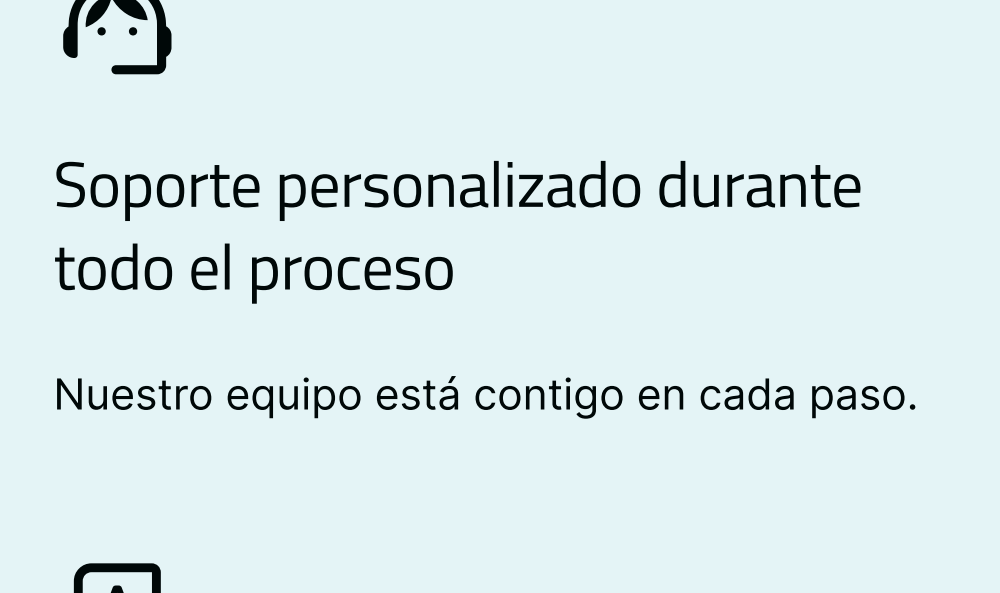 Soporte personalizado durante
todo el proceso
Nuestro equipo está contigo en cada paso.